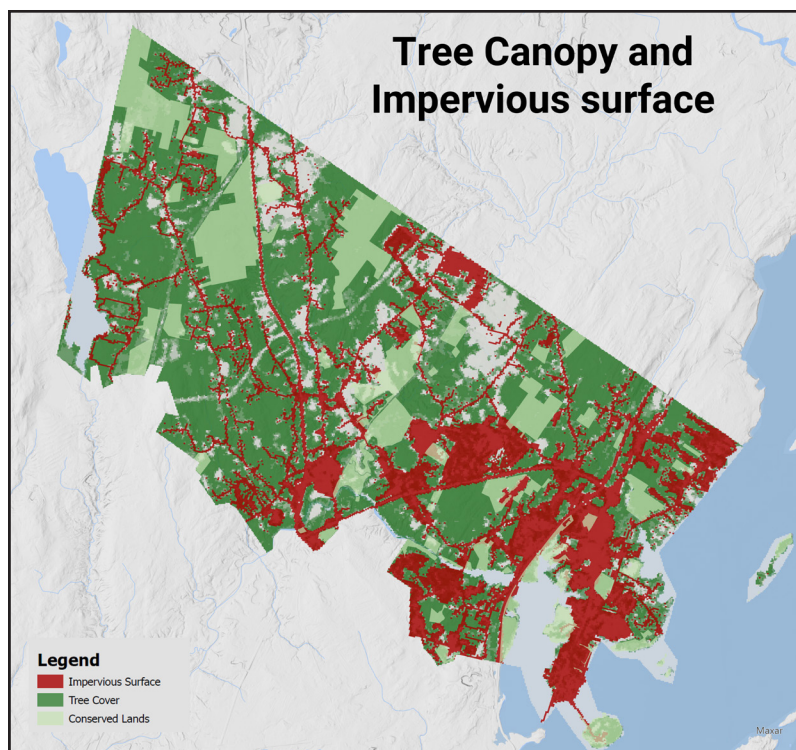 Tree Canopy and
Impervious surface
Legend
Impervious Surface
Tree Cover
Conserved Lands
Maxar